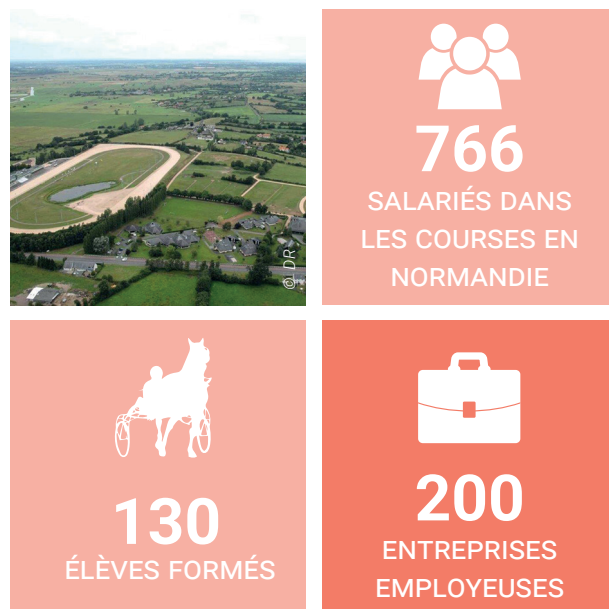 © DR
766
SALARIÉS DANS
LES COURSES EN
NORMANDIE
130
ÉLÈVES FORMÉS
200
ENTREPRISES
EMPLOYEUSES